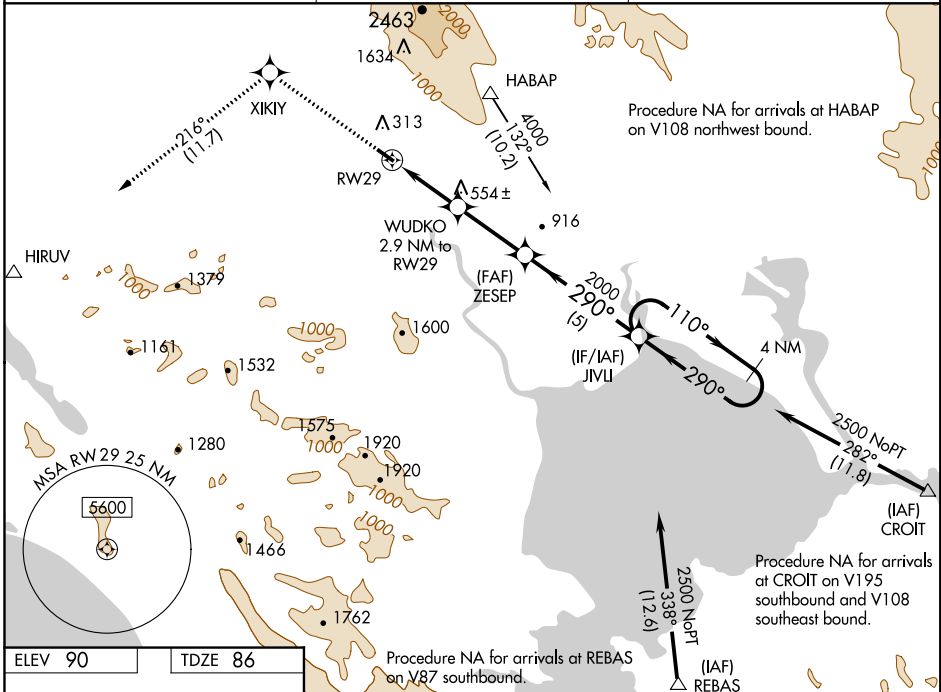 2463
2000
1634
1000
XIKIY
HABAP
4000
132°
(10.2)
Procedure NA for arrivals at HABAP
on V108 northwest bound.
1000
216°
(11.7)
313
RW29
554 ±
916
WUDKO
2.9 NM to
RW29
(FAF)
ZESEP
2000
290°
(5)
HIRUV
1000
1379
1000
1600
110°
4 NM
(IF/IAF)
JIVLI
290°
1161
1532
2500 NoPT
282°
(11.8)
(IAF)
CROIT
1575
1000
1920
1920
1000
1000
1280
MSA RW 29 25 NM
5600
1466
2500 NoPT
338°
(12.6)
Procedure NA for arrivals
at CROIT on V195
southbound and V108
southeast bound.
1762
ELEV 90
TDZE 86
Procedure NA for arrivals at REBAS
on V87 southbound.
(IAF)
REBAS